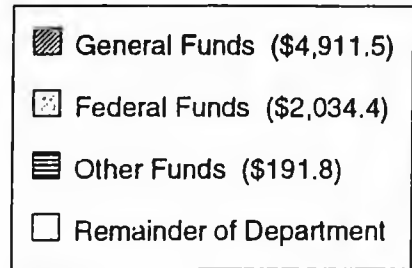 General Funds ($4,911.5)
Federal Funds ($2,034.4)
Other Funds ($191.8)
Remainder of Department